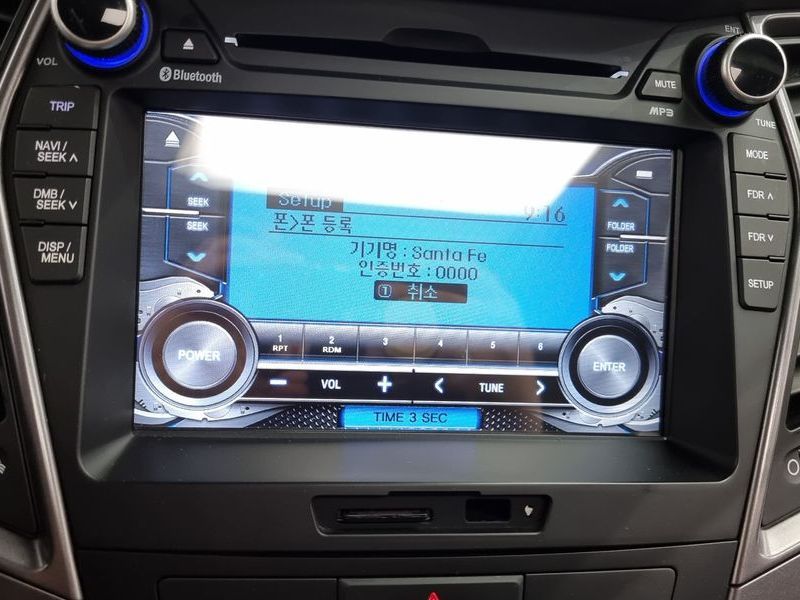 VOL
Bluetooth
ENT
MUTE
MP3
TUNE
TRIP
NAVI /
SEEK ∧
DMB /
SEEK ∨
DISP /
MENU
MODE
FDR ∧
FDR ∨
SETUP
SEEK
SEEK
FOLDER
FOLDER
Setup 9:16
폰>폰 등록
기기명 : Santa Fe
인증번호 : 0000
① 취소
POWER
1 RPT 2 RDM 3 4 5 6
ENTER
− VOL + < TUNE >
TIME 3 SEC